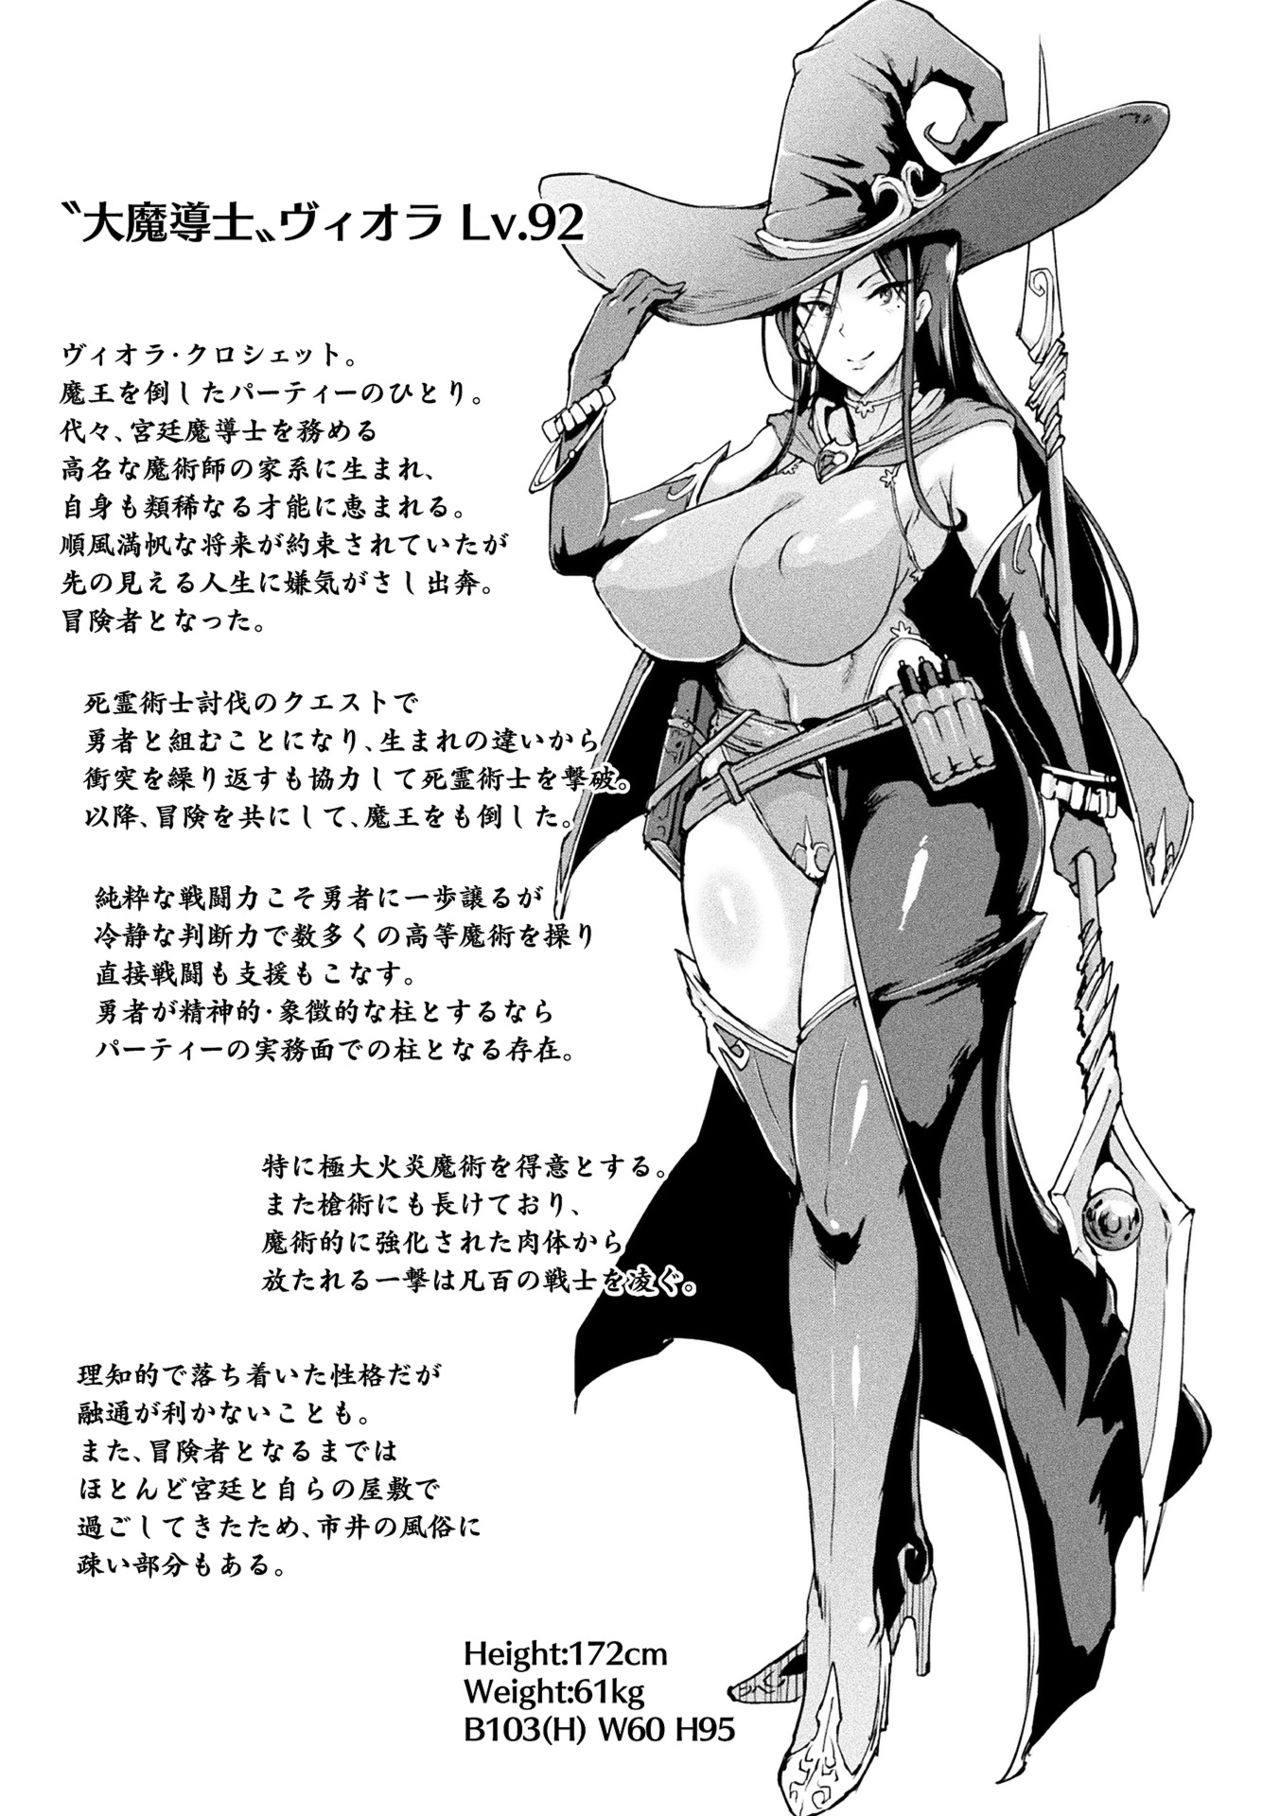 〝大魔導士〟ヴィオラ Lv.92
ヴィオラ・クロシェット。
魔王を倒したパーティーのひとり。
代々、宮廷魔導士を務める
高名な魔術師の家系に生まれ、
自身も類稀なる才能に恵まれる。
順風満帆な将来が約束されていたが
先の見える人生に嫌気がさし出奔。
冒険者となった。
死霊術士討伐のクエストで
勇者と組むことになり、生まれの違いから
衝突を繰り返すも協力して死霊術士を撃破。
以降、冒険を共にして、魔王をも倒した。
純粋な戦闘力こそ勇者に一歩譲るが
冷静な判断力で数多くの高等魔術を操り
直接戦闘も支援もこなす。
勇者が精神的・象徴的な柱とするなら
パーティーの実務面での柱となる存在。
特に極大火炎魔術を得意とする。
また槍術にも長けており、
魔術的に強化された肉体から
放たれる一撃は凡百の戦士を凌ぐ。
理知的で落ち着いた性格だが
融通が利かないことも。
また、冒険者となるまでは
ほとんど宮廷と自らの屋敷で
過ごしてきたため、市井の風俗に
疎い部分もある。
Height:172cm
Weight:61kg
B103(H) W60 H95